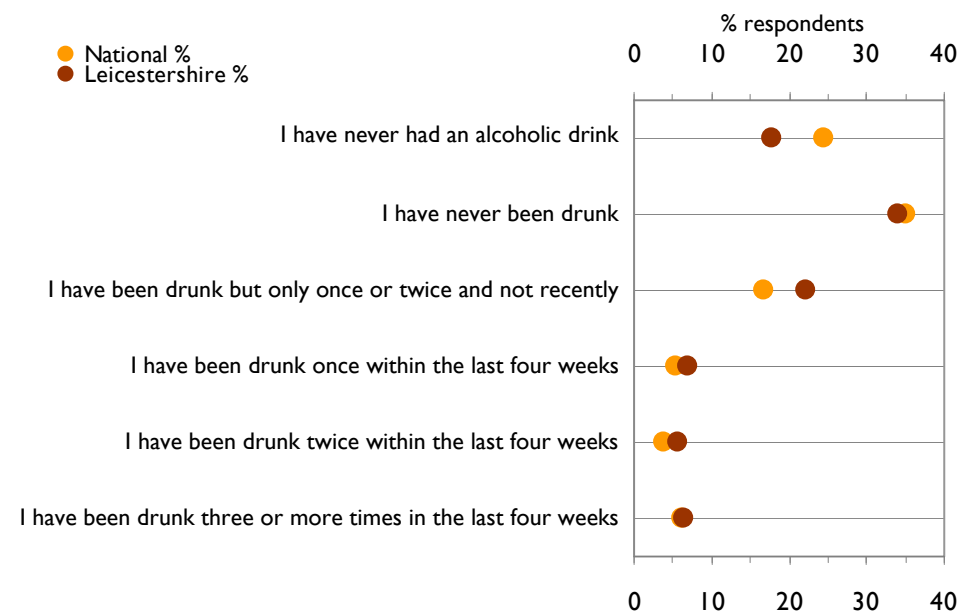 % respondents
0 10 20 30 40
National %
Leicestershire %
I have never had an alcoholic drink
I have never been drunk
I have been drunk but only once or twice and not recently
I have been drunk once within the last four weeks
I have been drunk twice within the last four weeks
I have been drunk three or more times in the last four weeks
0 10 20 30 40